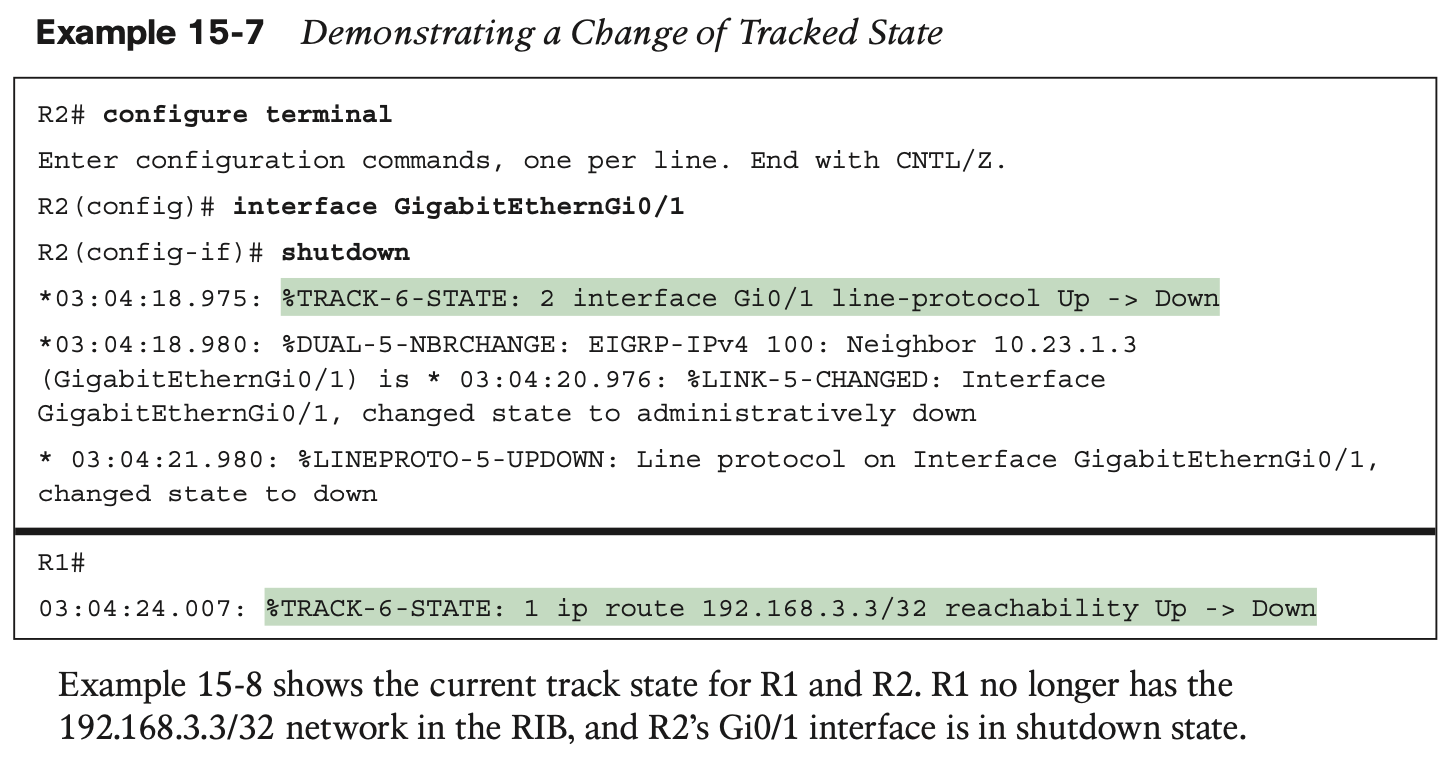 Example 15-7 Demonstrating a Change of Tracked State
R2# configure terminal
Enter configuration commands, one per line. End with CNTL/Z.
R2(config)# interface GigabitEthernGi0/1
R2(config-if)# shutdown
*03:04:18.975: %TRACK-6-STATE: 2 interface Gi0/1 line-protocol Up -> Down
*03:04:18.980: %DUAL-5-NBRCHANGE: EIGRP-IPv4 100: Neighbor 10.23.1.3
(GigabitEthernGi0/1) is * 03:04:20.976: %LINK-5-CHANGED: Interface
GigabitEthernGi0/1, changed state to administratively down
* 03:04:21.980: %LINEPROTO-5-UPDOWN: Line protocol on Interface GigabitEthernGi0/1,
changed state to down
R1#
03:04:24.007: %TRACK-6-STATE: 1 ip route 192.168.3.3/32 reachability Up -> Down
Example 15-8 shows the current track state for R1 and R2. R1 no longer has the
192.168.3.3/32 network in the RIB, and R2’s Gi0/1 interface is in shutdown state.